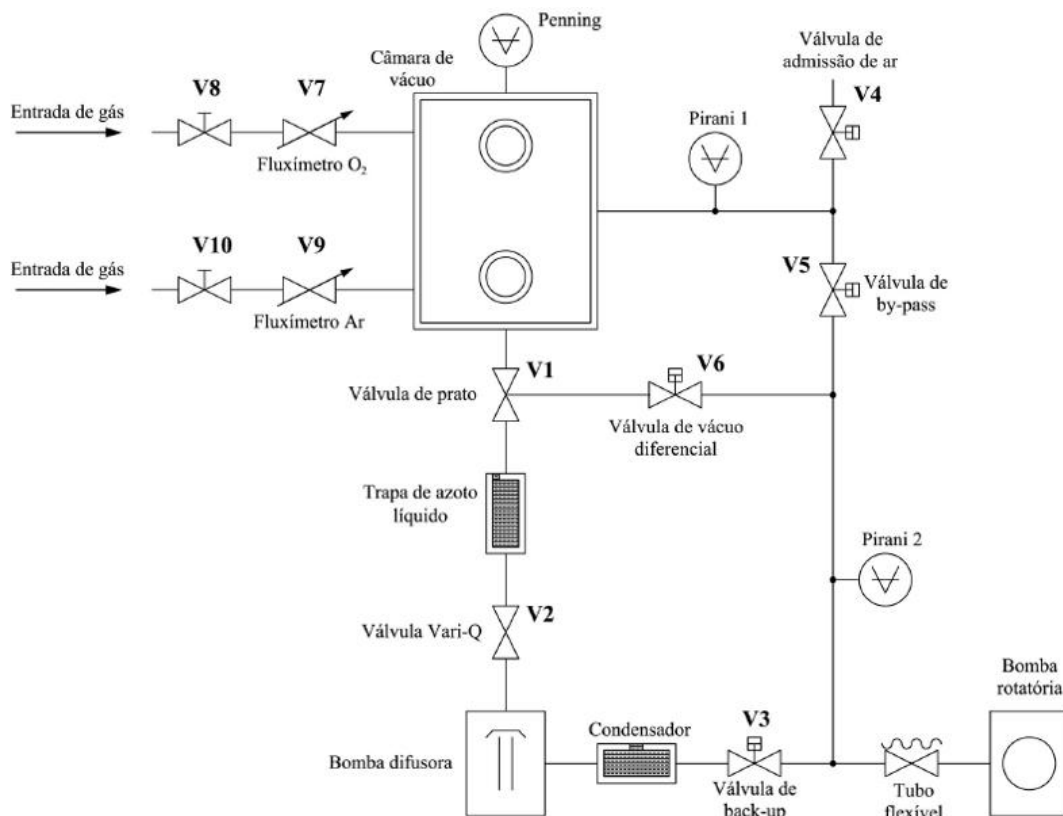 Penning
Câmara de
vácuo
Válvula de
admissão de ar
V8
V7
V4
Entrada de gás
Pirani 1
Fluxímetro O₂
V10
V9
V5
Entrada de gás
Válvula de
by-pass
Fluxímetro Ar
V1
V6
Válvula de prato
Válvula de vácuo
diferencial
Trapa de azoto
líquido
Pirani 2
V2
Válvula Vari-Q
Bomba
rotatória
Condensador
V3
Bomba difusora
Válvula de
back-up
Tubo
flexível